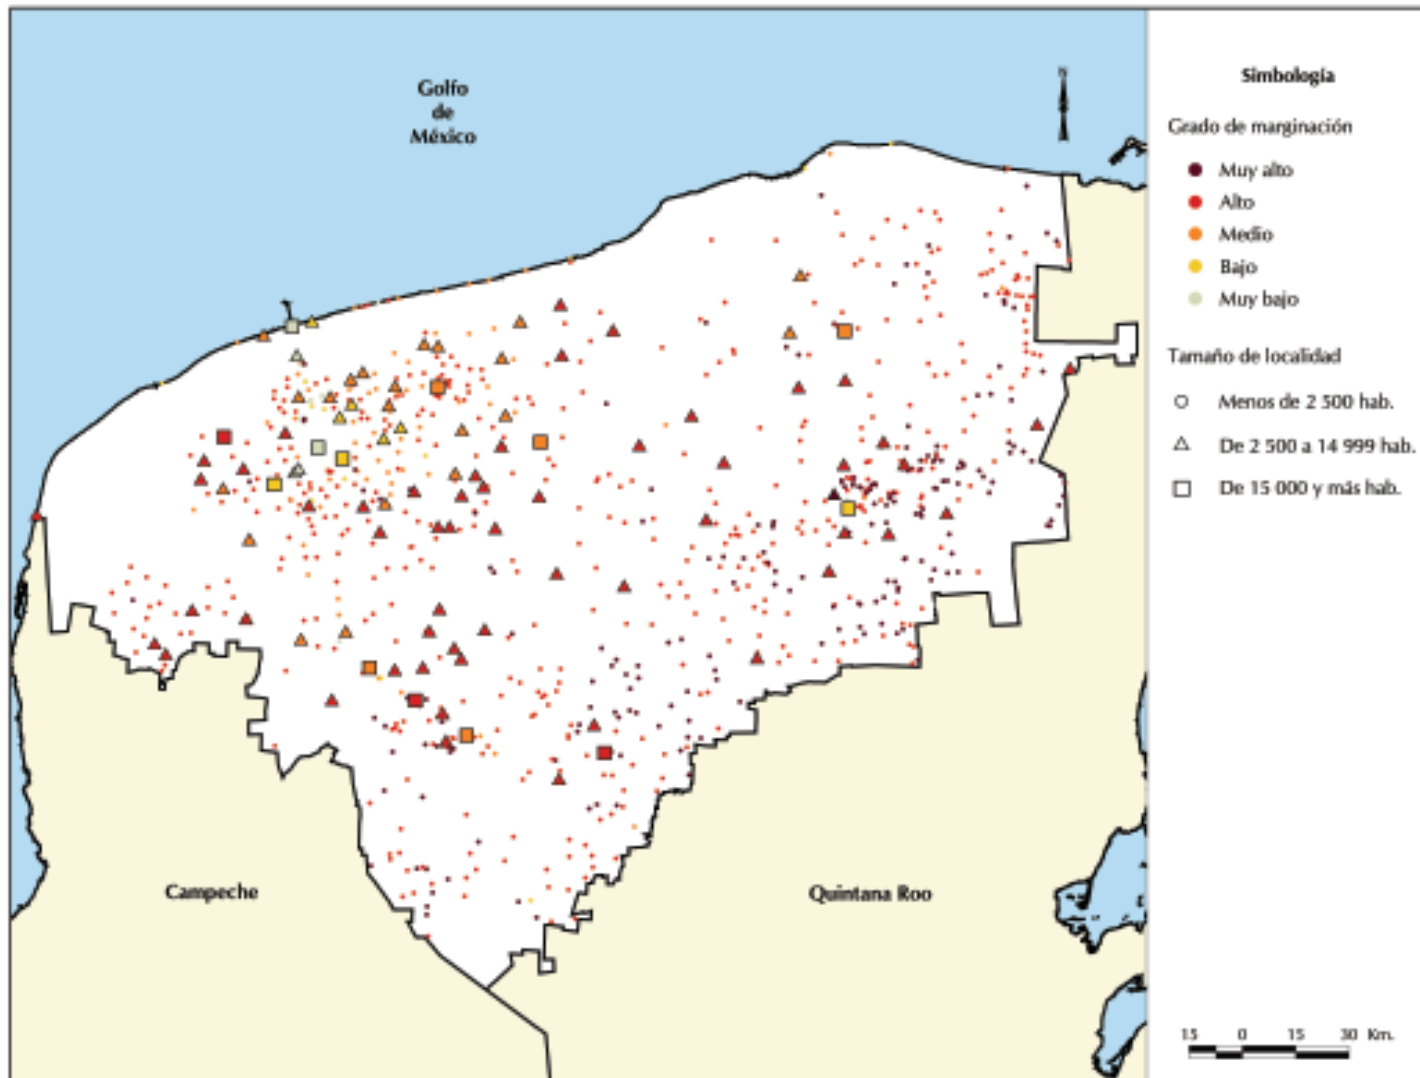 Golfo
de
México
Campeche
Quintana Roo
N
Simbología
Grado de marginación
Muy alto
Alto
Medio
Bajo
Muy bajo
Tamaño de localidad
Menos de 2 500 hab.
De 2 500 a 14 999 hab.
De 15 000 y más hab.
15 0 15 30 Km.